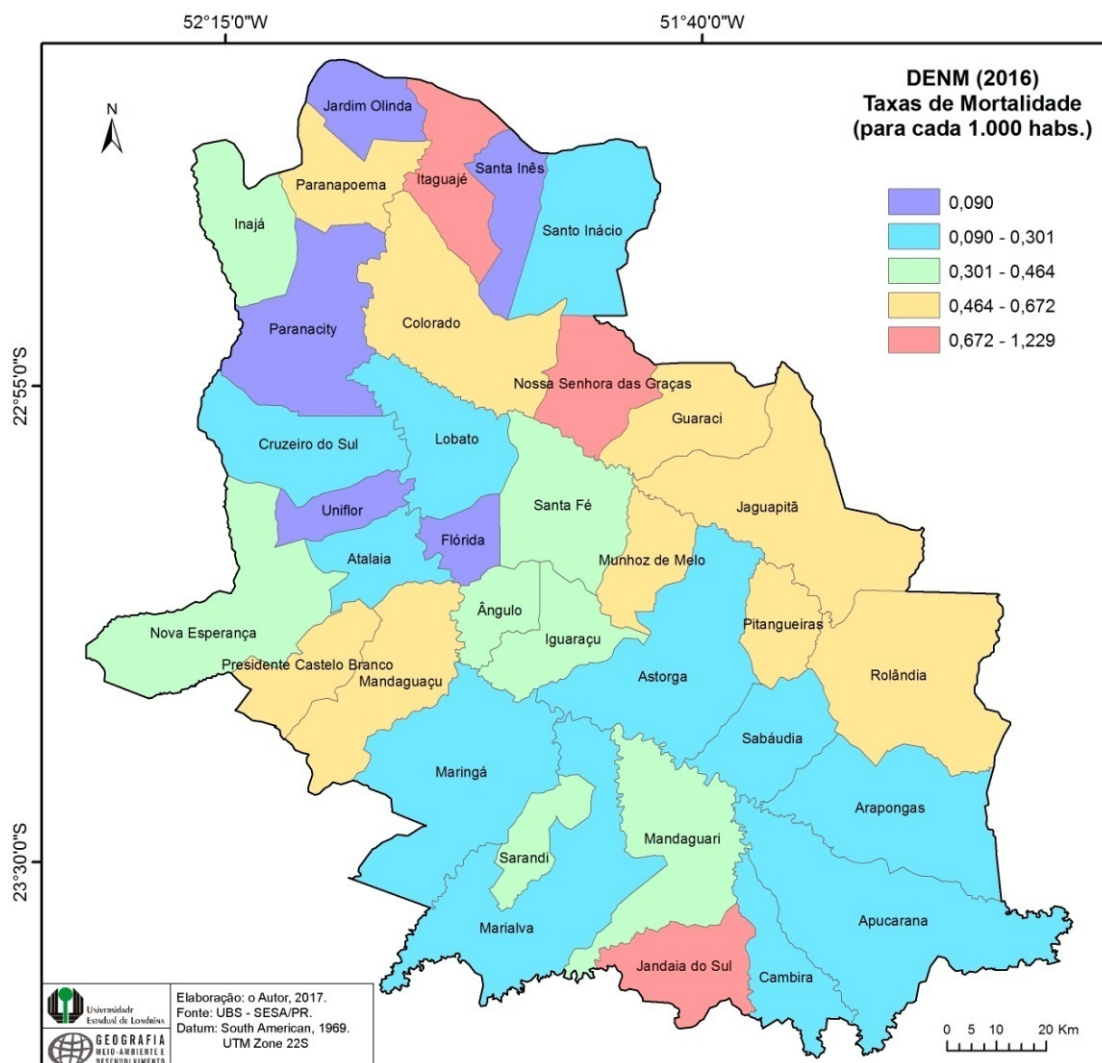 52°15'0"W
51°40'0"W
DENM (2016)
Taxas de Mortalidade
(para cada 1.000 habs.)
N
0,090
0,090 - 0,301
0,301 - 0,464
0,464 - 0,672
0,672 - 1,229
Jardim Olinda
Paranapoema
Itaguajé
Santa Inês
Santo Inácio
Inajá
Paranacity
Colorado
22°55'0"S
Nossa Senhora das Graças
Guaraci
Cruzeiro do Sul
Lobato
Santa Fé
Jaguapitã
Uniflor
Flórida
Atalaia
Munhoz de Melo
Ângulo
Iguaraçu
Nova Esperança
Pitangueiras
Presidente Castelo Branco
Mandaguaçu
Astorga
Rolândia
Sabáudia
Maringá
Arapongas
Mandaguari
23°30'0"S
Sarandi
Marialva
Apucarana
Jandaia do Sul
Cambira
Universidade
Estadual de Londrina
GEOGRAFIA
MEIO-AMBIENTE E
DESENVOLVIMENTO
Elaboração: o Autor, 2017.
Fonte: UBS - SESA/PR.
Datum: South American, 1969.
UTM Zone 22S
0 5 10 20 Km